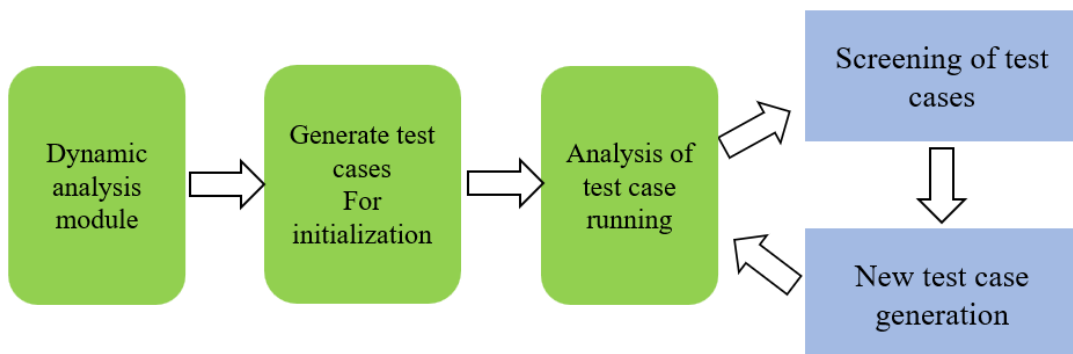 Dynamic
analysis
module
Generate test
cases
For
initialization
Analysis of
test case
running
Screening of test
cases
New test case
generation